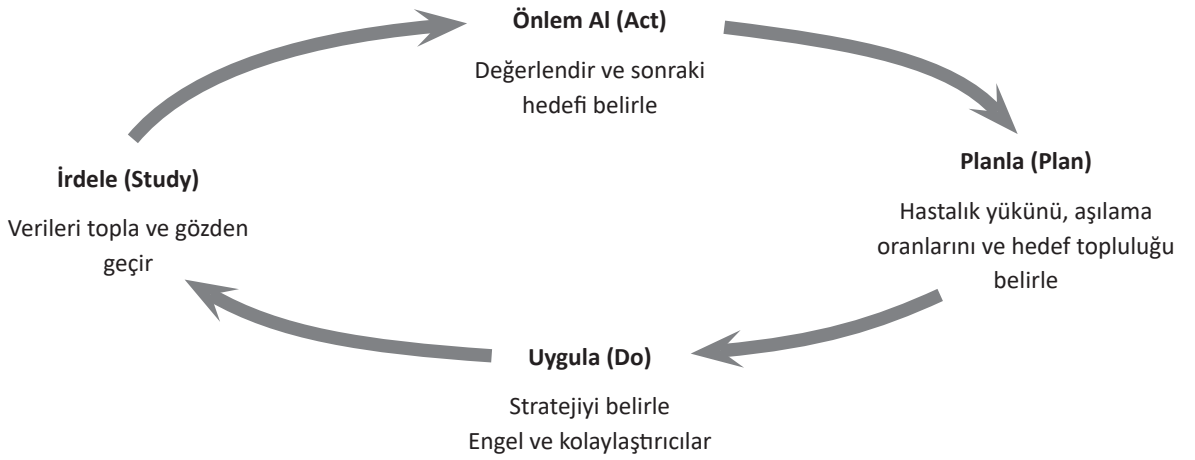 Önlem Al (Act)
Değerlendir ve sonraki
hedefi belirle
Planla (Plan)
Hastalık yükünü, aşılama
oranlarını ve hedef topluluğu
belirle
Uygula (Do)
Stratejiyi belirle
Engel ve kolaylaştırıcılar
İrdele (Study)
Verileri topla ve gözden
geçir